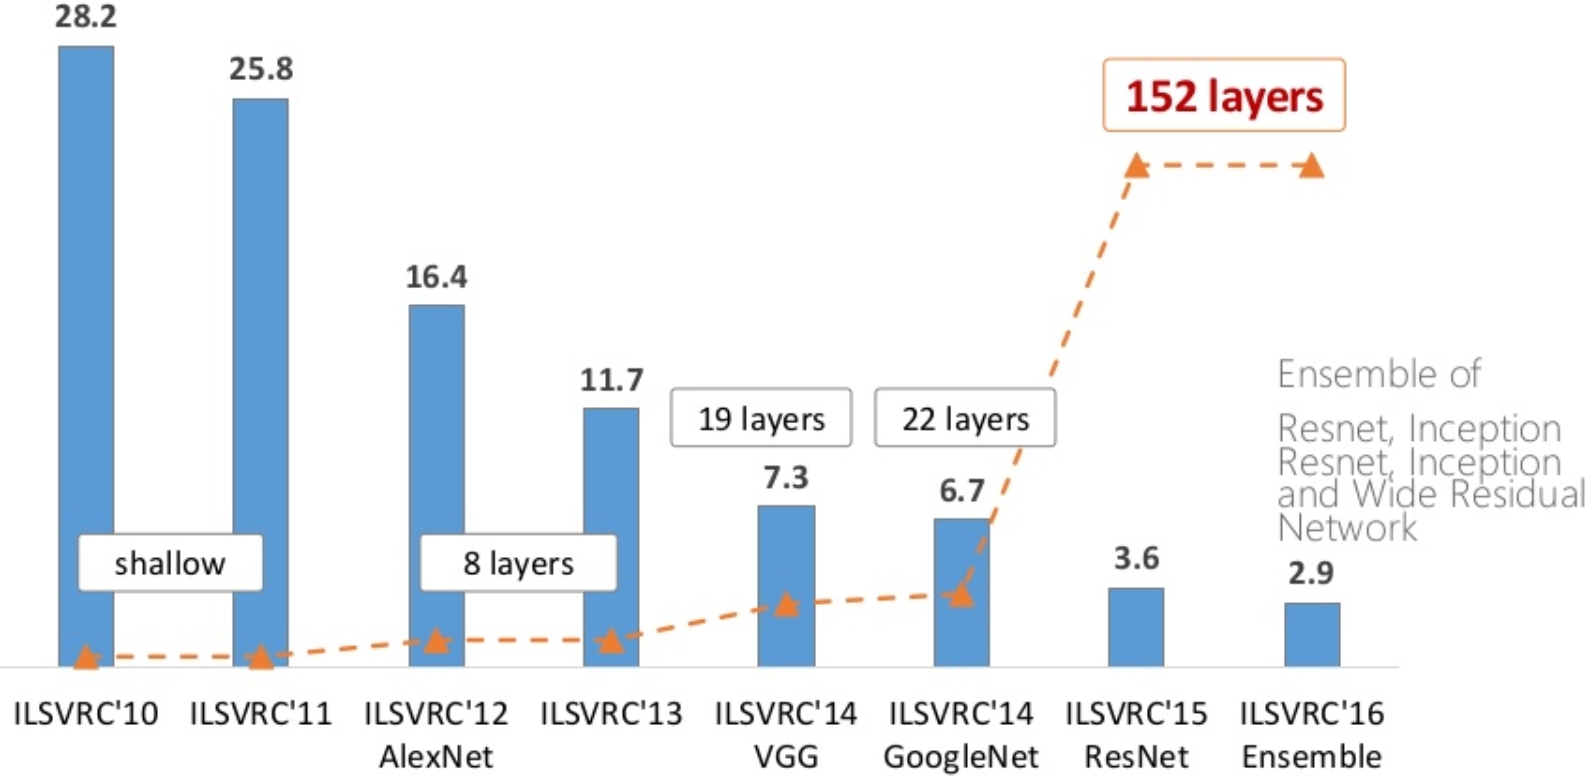 28.2
25.8
152 layers
16.4
11.7
Ensemble of
19 layers
22 layers
Resnet, Inception
Resnet, Inception
and Wide Residual
Network
7.3
6.7
shallow
8 layers
3.6
2.9
ILSVRC'10
ILSVRC'11
ILSVRC'12
AlexNet
ILSVRC'13
ILSVRC'14
VGG
ILSVRC'14
GoogleNet
ILSVRC'15
ResNet
ILSVRC'16
Ensemble